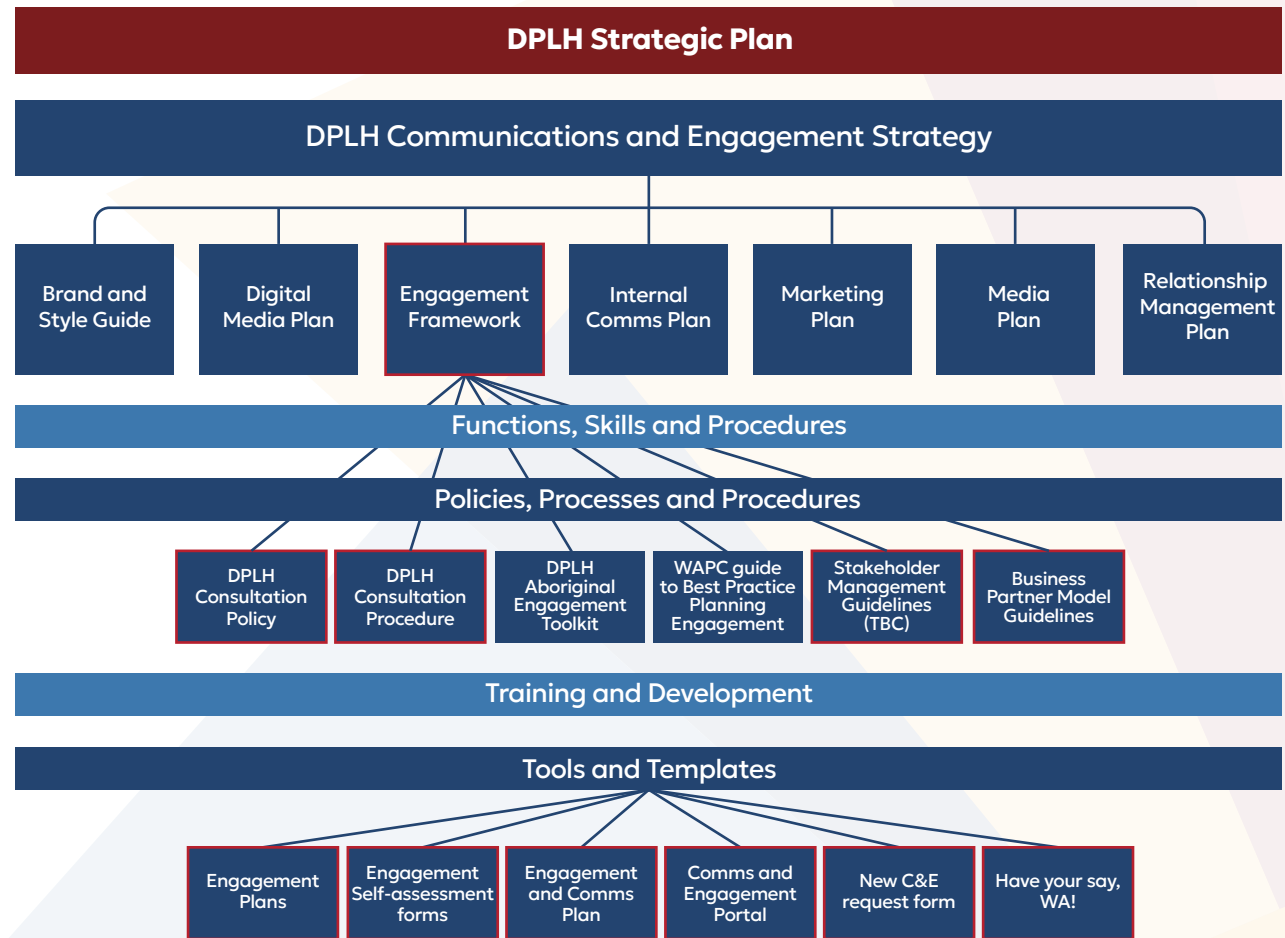 DPLH Strategic Plan
DPLH Communications and Engagement Strategy
Brand and
Style Guide
Digital
Media Plan
Engagement
Framework
Internal
Comms Plan
Marketing
Plan
Media
Plan
Relationship
Management
Plan
Functions, Skills and Procedures
Policies, Processes and Procedures
DPLH
Consultation
Policy
DPLH
Consultation
Procedure
DPLH
Aboriginal
Engagement
Toolkit
WAPC guide
to Best Practice
Planning
Engagement
Stakeholder
Management
Guidelines
(TBC)
Business
Partner Model
Guidelines
Training and Development
Tools and Templates
Engagement
Plans
Engagement
Self-assessment
forms
Engagement
and Comms
Plan
Comms and
Engagement
Portal
New C&E
request form
Have your say,
WA!